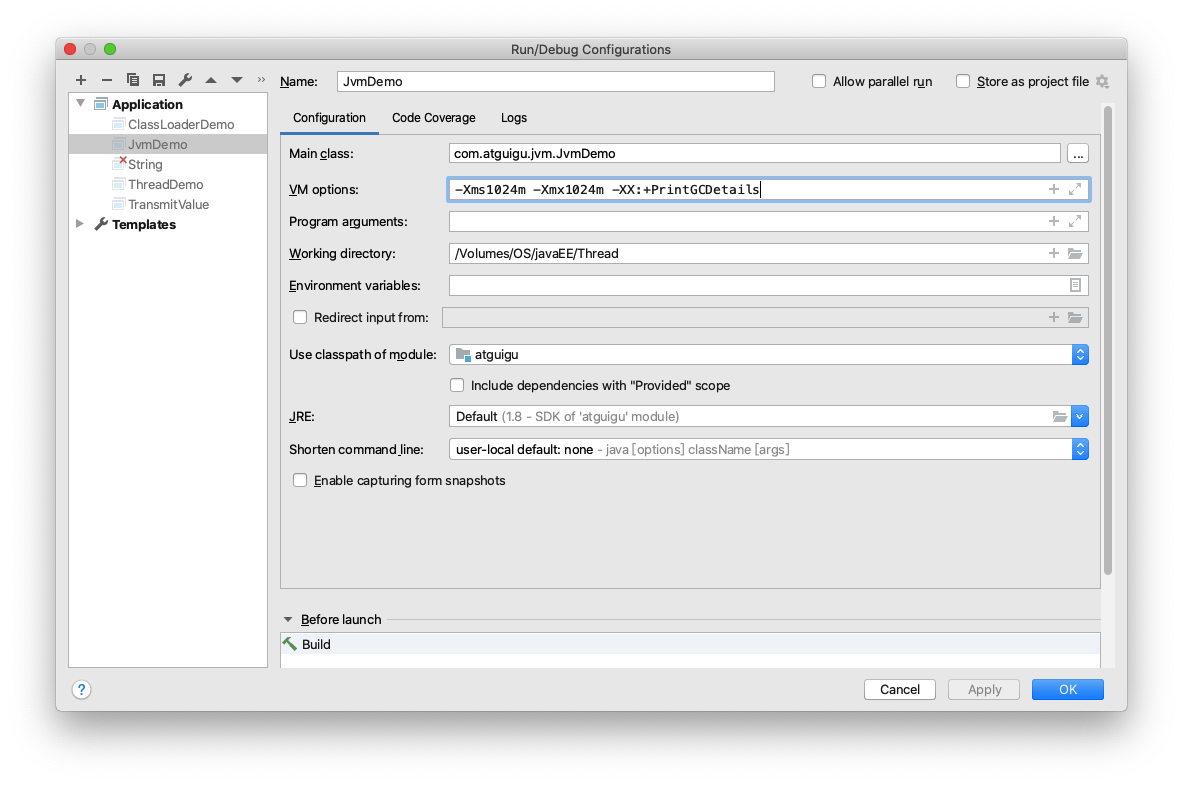 Run/Debug Configurations
Name: JvmDemo Allow parallel run Store as project file
Application
ClassLoaderDemo
JvmDemo
String
ThreadDemo
TransmitValue
Templates
Configuration Code Coverage Logs
Main class: com.atguigu.jvm.JvmDemo ...
VM options: -Xms1024m -Xmx1024m -XX:+PrintGCDetails
Program arguments:
Working directory: /Volumes/OS/javaEE/Thread
Environment variables:
Redirect input from:
Use classpath of module: atguigu
Include dependencies with "Provided" scope
JRE: Default (1.8 - SDK of 'atguigu' module)
Shorten command line: user-local default: none - java [options] className [args]
Enable capturing form snapshots
Before launch
Build
? Cancel Apply OK